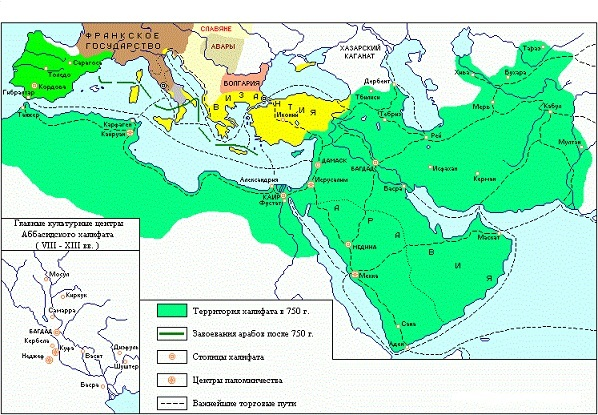 ФРАНКСКОЕ
ГОСУДАРСТВО
СЛАВЯНЕ
АВАРЫ
БОЛГАРИЯ
ВИЗАНТИЯ
ХАЗАРСКИЙ
КАГАНАТ
Сарагоса
Толедо
Кордова
Гибралтар
Танжер
Карфаген
Кайруан
Иконий
Дербент
Тбилиси
Тебриз
Тараз
Хива
Бухара
Мерв
Кабул
Мултан
Рей
Исфахан
Керман
ДАМАСК
Иерусалим
БАГДАД
Басра
Александрия
КАИР
Фустат
АРАВИЯ
МЕДИНА
Мекка
Маскат
Сана
Аден
Главные культурные центры
Аббасидского халифата
( VIII - XIII вв. )
Мосул
Киркук
Самарра
БАГДАД
Кербела
Куфа
Неджеф
Васит
Шуштер
Басра
Территория халифата в 750 г.
Завоевания арабов после 750 г.
Столицы халифата
Центры паломничества
Важнейшие торговые пути